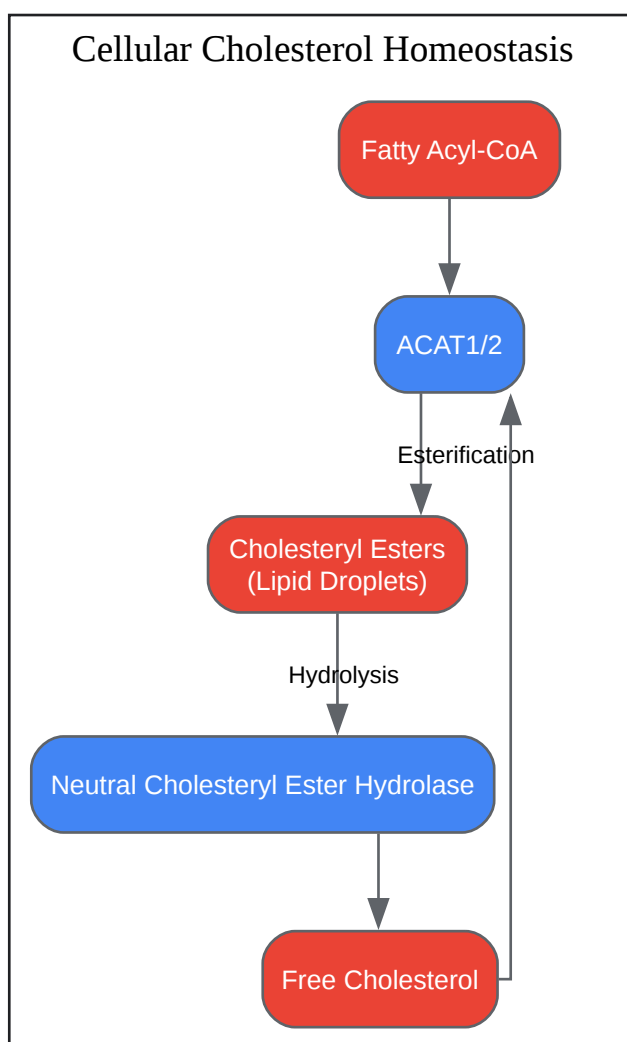 Cellular Cholesterol Homeostasis
Fatty Acyl-CoA
ACAT1/2
Esterification
Cholesteryl Esters
(Lipid Droplets)
Hydrolysis
Neutral Cholesteryl Ester Hydrolase
Free Cholesterol